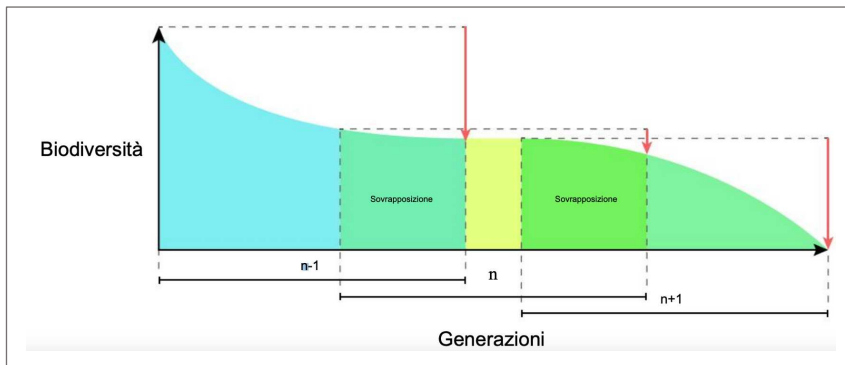 Biodiversità
Sovrapposizione
Sovrapposizione
n-1
n
n+1
Generazioni